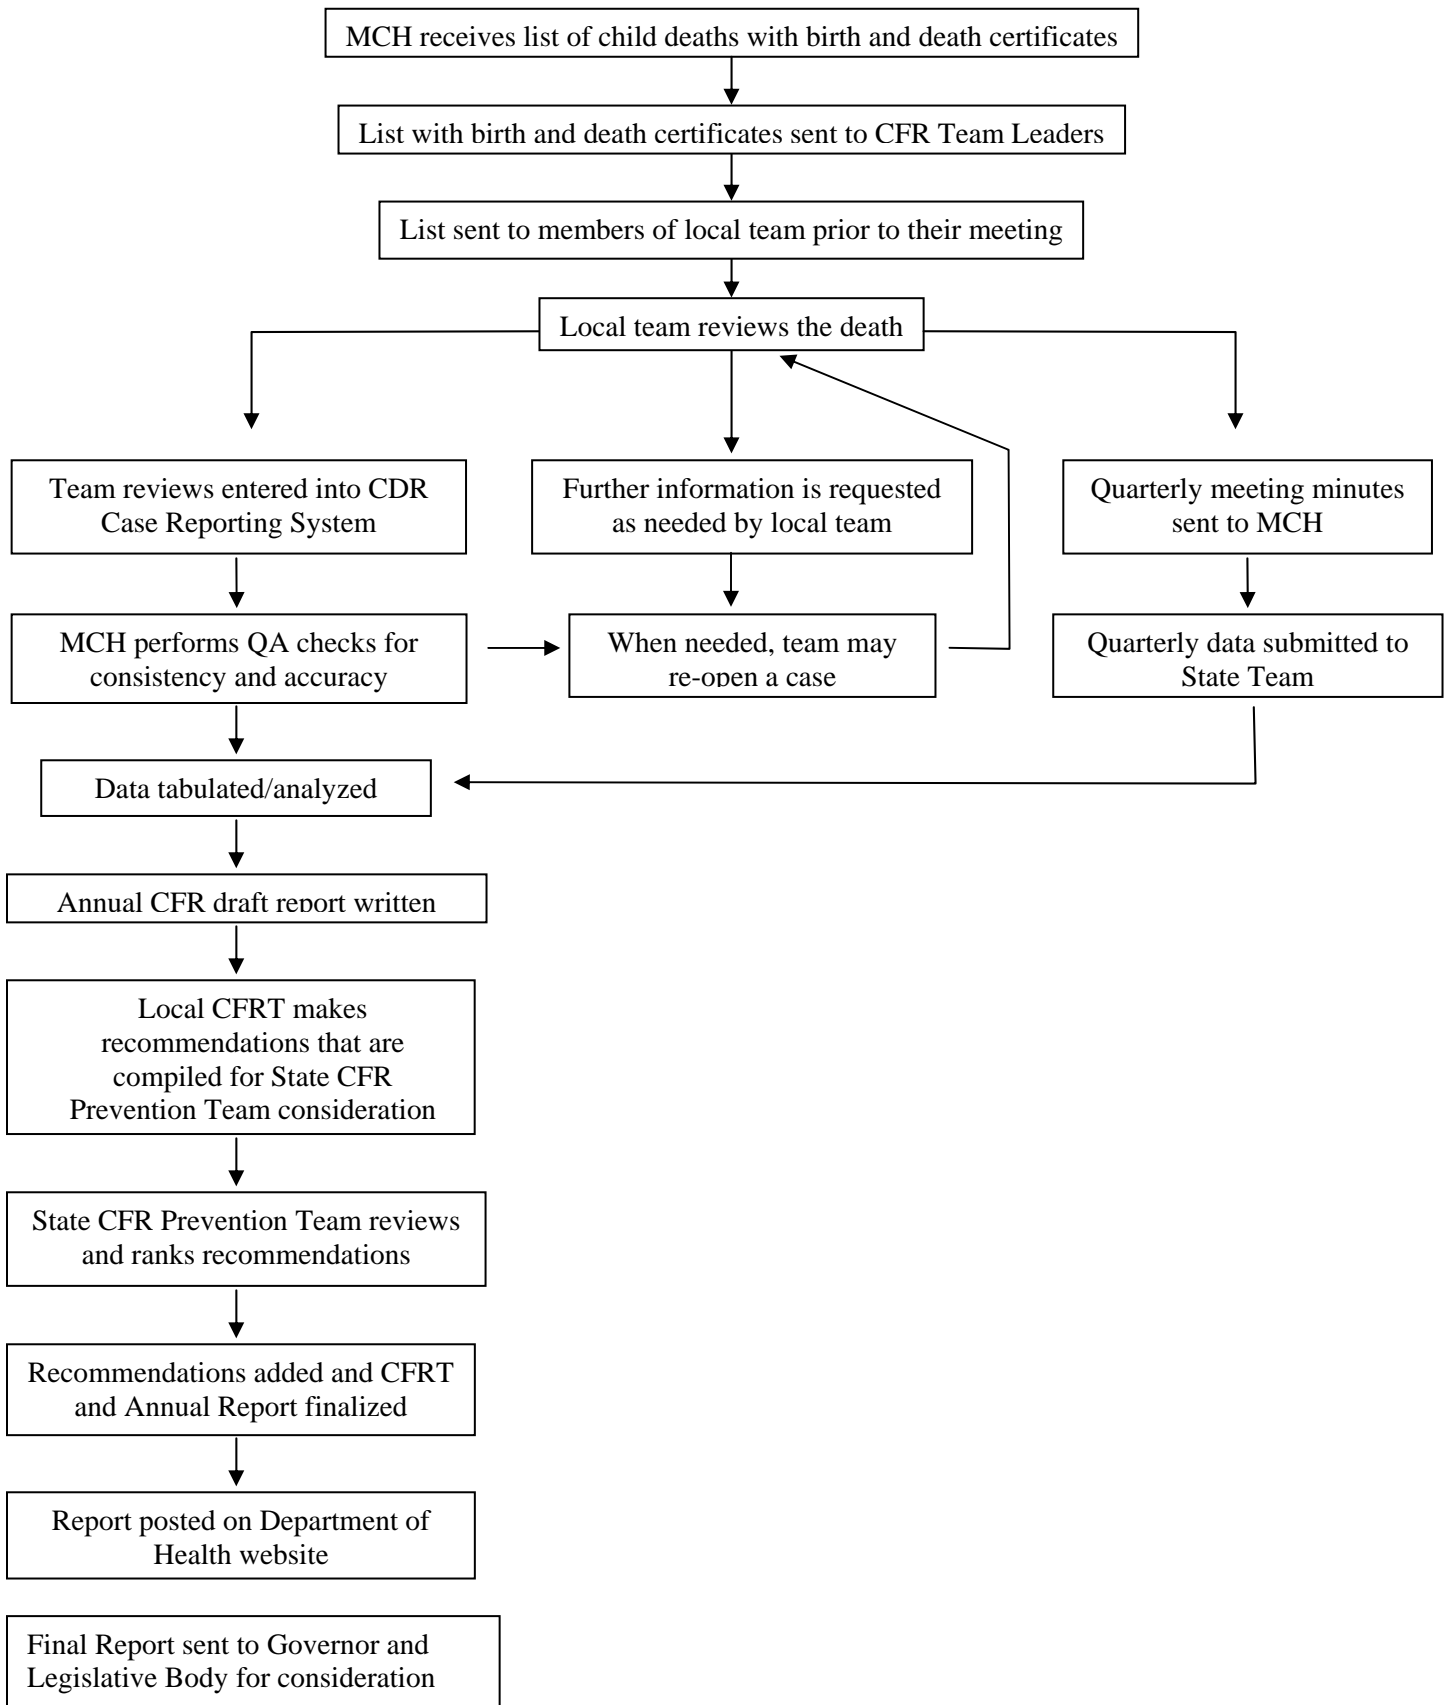 MCH receives list of child deaths with birth and death certificates
List with birth and death certificates sent to CFR Team Leaders
List sent to members of local team prior to their meeting
Local team reviews the death
Team reviews entered into CDR
Case Reporting System
Further information is requested
as needed by local team
Quarterly meeting minutes
sent to MCH
MCH performs QA checks for
consistency and accuracy
When needed, team may
re-open a case
Quarterly data submitted to
State Team
Data tabulated/analyzed
Annual CFR draft report written
Local CFRT makes
recommendations that are
compiled for State CFR
Prevention Team consideration
State CFR Prevention Team reviews
and ranks recommendations
Recommendations added and CFRT
and Annual Report finalized
Report posted on Department of
Health website
Final Report sent to Governor and
Legislative Body for consideration